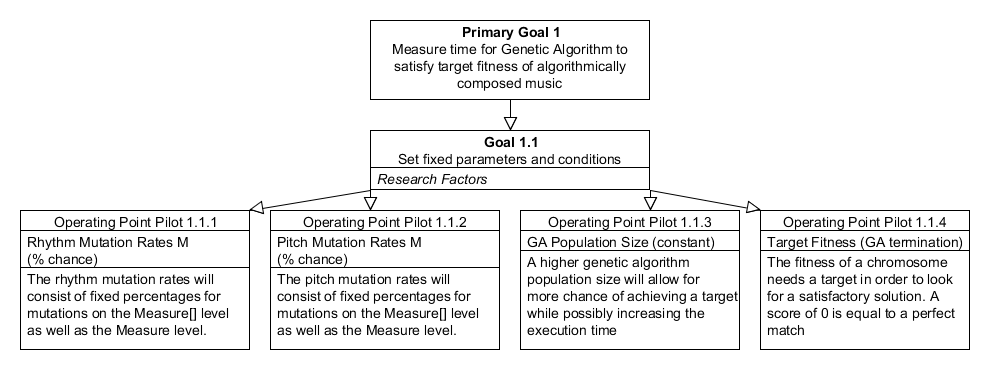 Primary Goal 1
Measure time for Genetic Algorithm to
satisfy target fitness of algorithmically
composed music
Goal 1.1
Set fixed parameters and conditions
Research Factors
Operating Point Pilot 1.1.1
Rhythm Mutation Rates M
(% chance)
The rhythm mutation rates will
consist of fixed percentages for
mutations on the Measure[] level
as well as the Measure level.
Operating Point Pilot 1.1.2
Pitch Mutation Rates M
(% chance)
The pitch mutation rates will
consist of fixed percentages for
mutations on the Measure[] level
as well as the Measure level.
Operating Point Pilot 1.1.3
GA Population Size (constant)
A higher genetic algorithm
population size will allow for
more chance of achieving a target
while possibly increasing the
execution time
Operating Point Pilot 1.1.4
Target Fitness (GA termination)
The fitness of a chromosome
needs a target in order to look
for a satisfactory solution. A
score of 0 is equal to a perfect
match